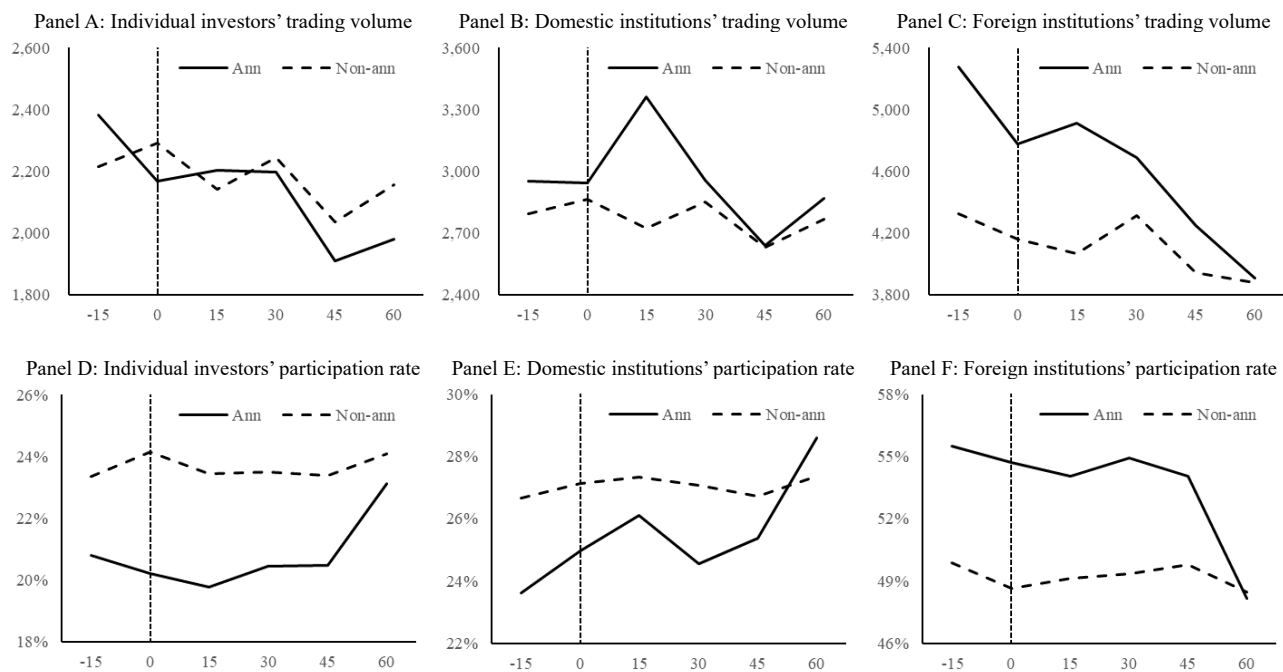 Panel A: Individual investors’ trading volume
2,600
Ann Non-ann
2,400
2,200
2,000
1,800
-15 0 15 30 45 60
Panel B: Domestic institutions’ trading volume
3,600
Ann Non-ann
3,300
3,000
2,700
2,400
-15 0 15 30 45 60
Panel C: Foreign institutions’ trading volume
5,400
Ann Non-ann
5,000
4,600
4,200
3,800
-15 0 15 30 45 60
Panel D: Individual investors’ participation rate
26%
Ann Non-ann
24%
22%
20%
18%
-15 0 15 30 45 60
Panel E: Domestic institutions’ participation rate
30%
Ann Non-ann
28%
26%
24%
22%
-15 0 15 30 45 60
Panel F: Foreign institutions’ participation rate
58%
Ann Non-ann
55%
52%
49%
46%
-15 0 15 30 45 60